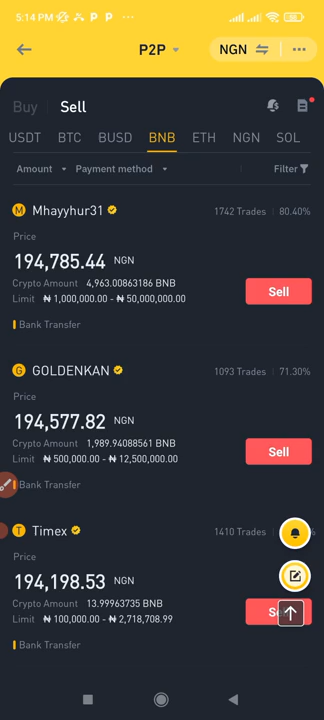 5:14 PM
P2P
NGN
Buy Sell
USDT BTC BUSD BNB ETH NGN SOL
Amount Payment method Filter
M Mhayyhur31 1742 Trades 80.40%
Price
194,785.44 NGN
Crypto Amount 4,963.00863186 BNB
Limit ₦ 1,000,000.00 - ₦ 50,000,000.00
Sell
Bank Transfer
G GOLDENKAN 1093 Trades 71.30%
Price
194,577.82 NGN
Crypto Amount 1,989.94088561 BNB
Limit ₦ 500,000.00 - ₦ 12,500,000.00
Sell
Bank Transfer
T Timex 1410 Trades
Price
194,198.53 NGN
Crypto Amount 13.99963735 BNB
Limit ₦ 100,000.00 - ₦ 2,718,708.99
Bank Transfer